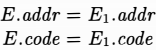 E.addr = E₁.addr
E.code = E₁.code